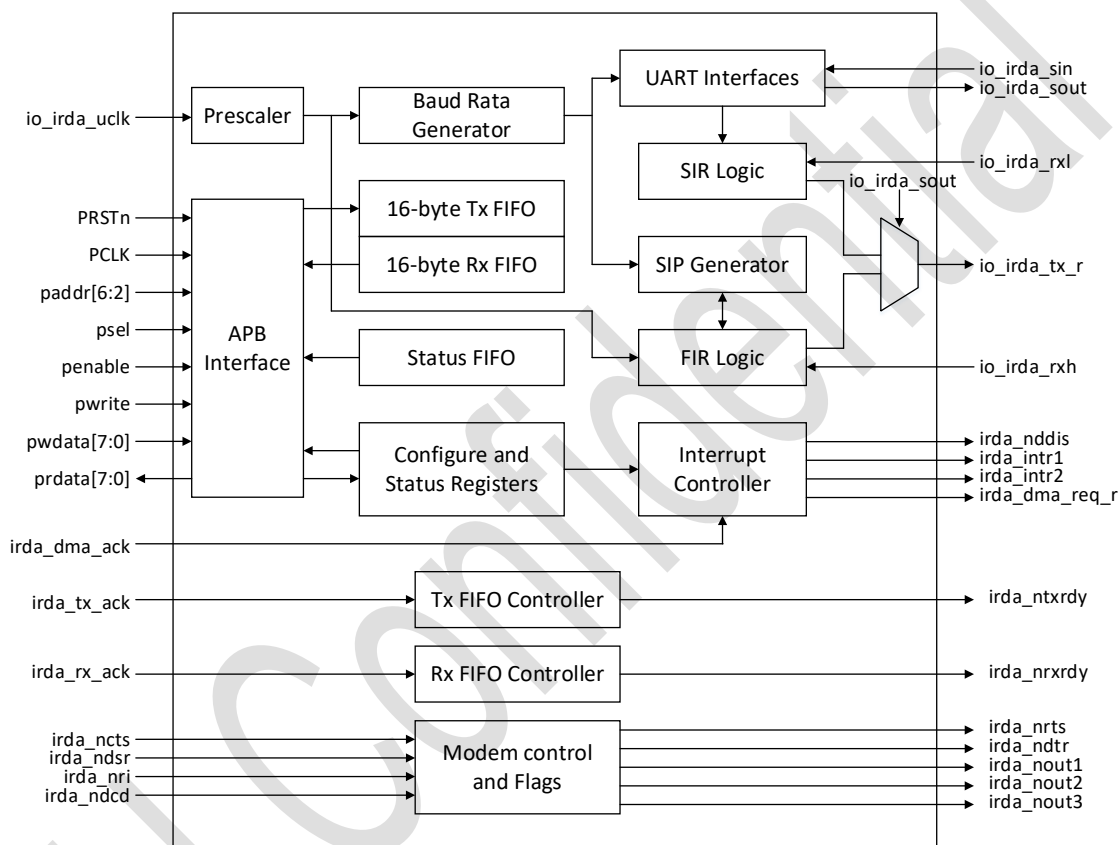 io_irda_uclk
Prescaler
Baud Rata
Generator
UART Interfaces
io_irda_sin
io_irda_sout
SIR Logic
io_irda_rxl
io_irda_sout
PRSTn
PCLK
paddr[6:2]
psel
penable
pwrite
pwdata[7:0]
prdata[7:0]
APB
Interface
16-byte Tx FIFO
16-byte Rx FIFO
SIP Generator
io_irda_tx_r
Status FIFO
FIR Logic
io_irda_rxh
Configure and
Status Registers
Interrupt
Controller
irda_nddis
irda_intr1
irda_intr2
irda_dma_req_r
irda_dma_ack
irda_tx_ack
Tx FIFO Controller
irda_ntxrdy
irda_rx_ack
Rx FIFO Controller
irda_nrxrdy
irda_ncts
irda_ndsr
irda_nri
irda_ndcd
Modem control
and Flags
irda_nrts
irda_ndtr
irda_nout1
irda_nout2
irda_nout3
Confidential